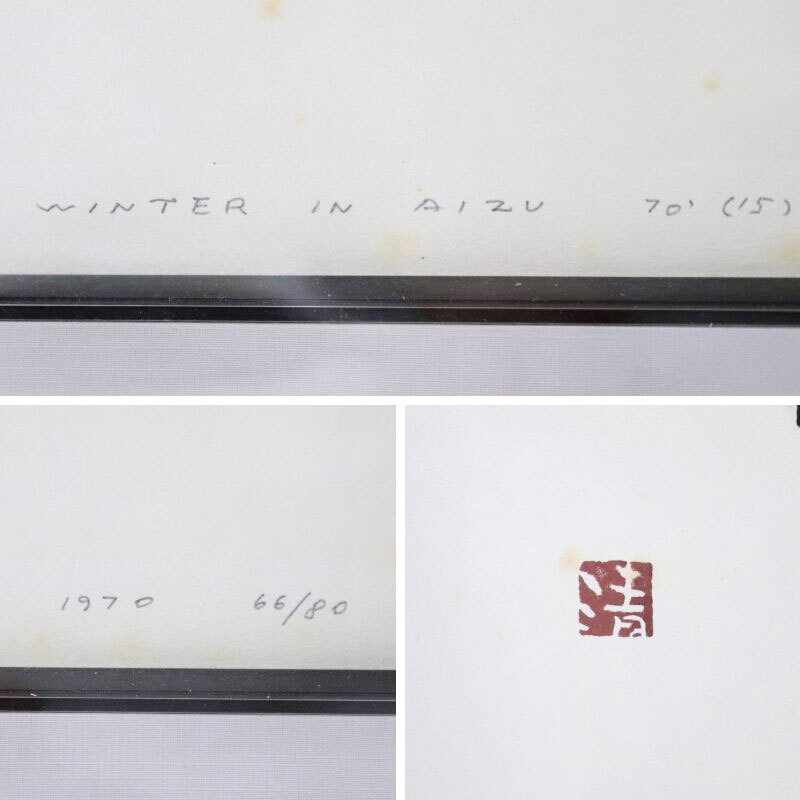 WINTER IN AIZU 70' (15)
1970 66/80
清